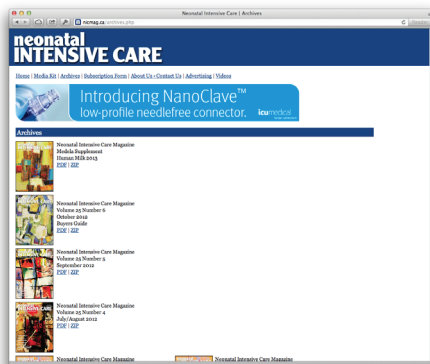 Neonatal Intensive Care | Archives
nicmag.ca/archives.php
Reader
neonatal
INTENSIVE CARE
Home | Media Kit | Archives | Subscription Form | About Us • Contact Us | Advertising | Videos
Introducing NanoClave™
low-profile needlefree connector.
icumedical
Archives
Neonatal Intensive Care Magazine
Medela Supplement
Human Milk 2013
PDF | ZIP
Neonatal Intensive Care Magazine
Volume 25 Number 6
October 2012
Buyers Guide
PDF | ZIP
Neonatal Intensive Care Magazine
Volume 25 Number 5
September 2012
PDF | ZIP
Neonatal Intensive Care Magazine
Volume 25 Number 4
July/August 2012
PDF | ZIP
Neonatal Intensive Care Magazine
Neonatal Intensive Care Magazine